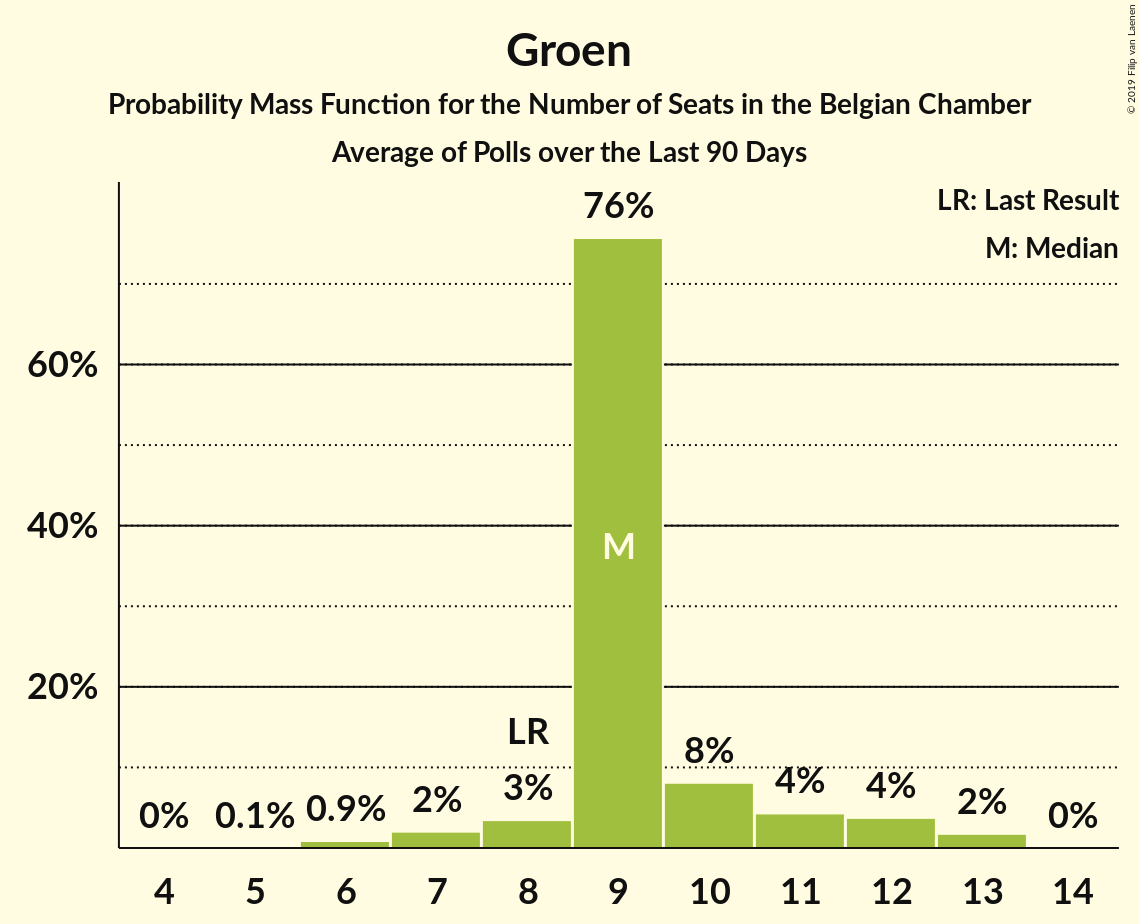 Groen
Probability Mass Function for the Number of Seats in the Belgian Chamber
Average of Polls over the Last 90 Days
© 2019 Filip van Laenen
LR: Last Result
M: Median
76%
60%
40%
20%
M
LR
0% 0.1% 0.9% 2% 3% 8% 4% 4% 2% 0%
4 5 6 7 8 9 10 11 12 13 14